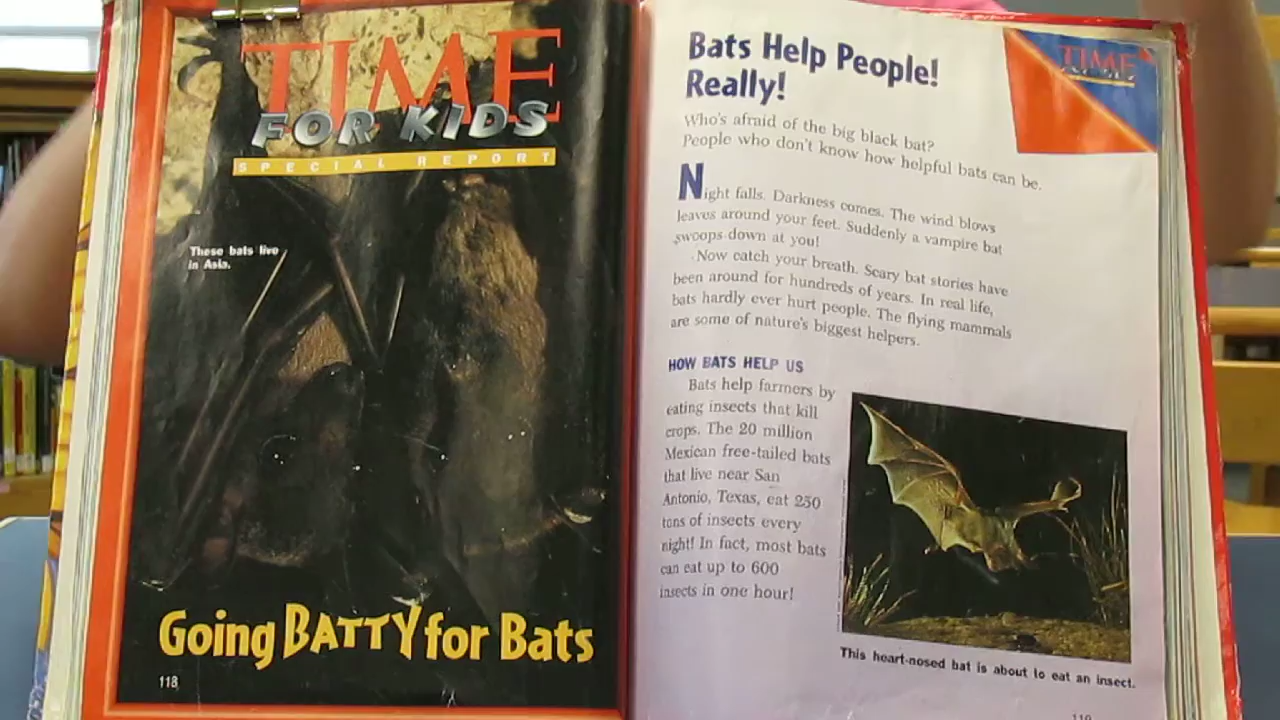 TIME
FOR KIDS
SPECIAL REPORT
These bats live
in Asia.
Going BATTY for Bats
118
Bats Help People!
Really!
TIME
Who's afraid of the big black bat?
People who don't know how helpful bats can be.
Night falls. Darkness comes. The wind blows
leaves around your feet. Suddenly a vampire bat
swoops down at you!
Now catch your breath. Scary bat stories have
been around for hundreds of years. In real life,
bats hardly ever hurt people. The flying mammals
are some of nature's biggest helpers.
HOW BATS HELP US
Bats help farmers by
eating insects that kill
crops. The 20 million
Mexican free-tailed bats
that live near San
Antonio, Texas, eat 250
tons of insects every
night! In fact, most bats
can eat up to 600
insects in one hour!
This heart-nosed bat is about to eat an insect.